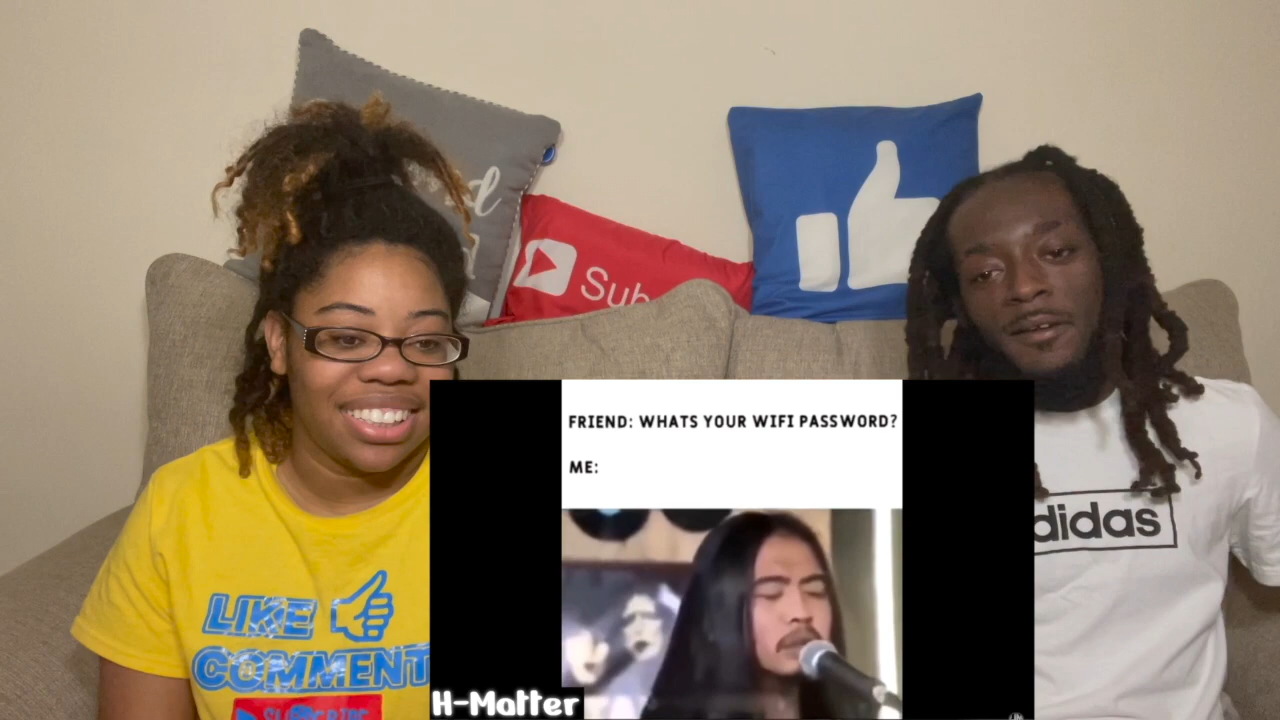 Sub
FRIEND: WHATS YOUR WIFI PASSWORD?
ME:
didas
LIKE
COMMENT
H-Matter